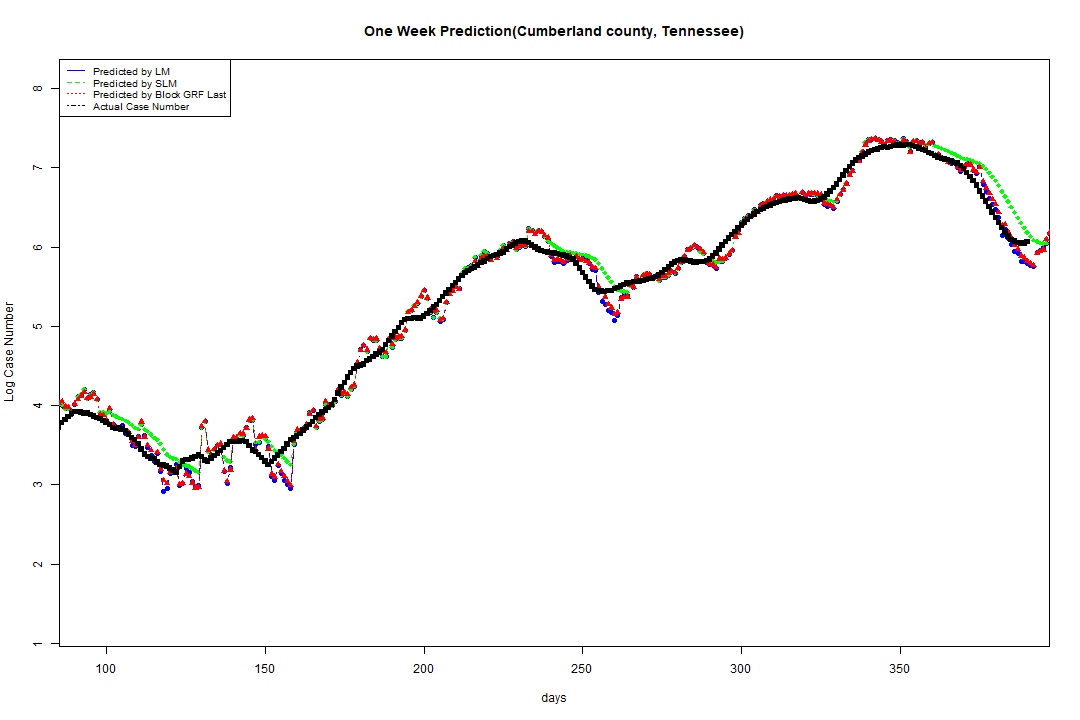 One Week Prediction(Cumberland county, Tennessee)
Predicted by LM
Predicted by SLM
Predicted by Block GRF Last
Actual Case Number
8
7
6
5
4
3
2
1
Log Case Number
100 150 200 250 300 350
days